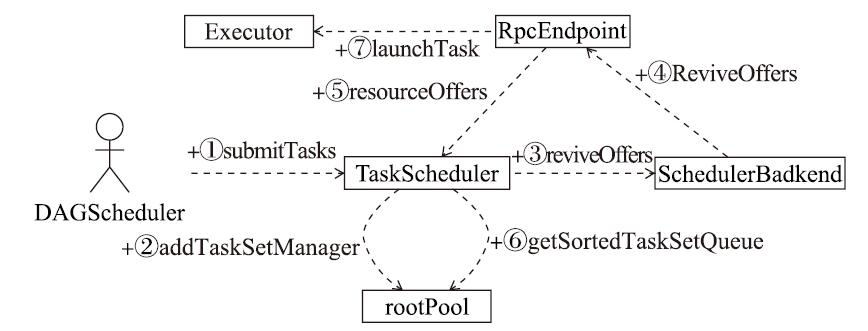 Executor
RpcEndpoint
+⑦launchTask
+④ReviveOffers
+⑤resourceOffers
+①submitTasks
+③reviveOffers
TaskScheduler
SchedulerBadkend
DAGScheduler
+②addTaskSetManager
+⑥getSortedTaskSetQueue
rootPool